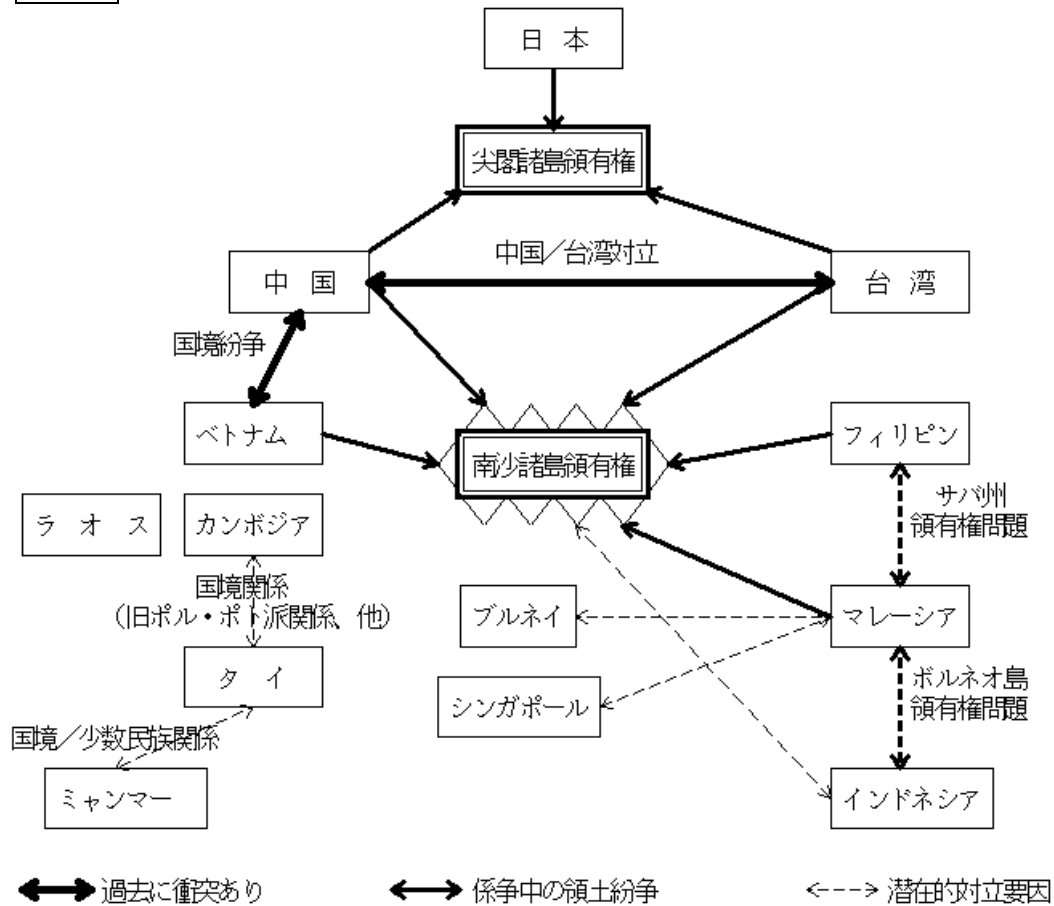 日本
尖閣諸島領有権
中国／台湾対立
中国
台湾
国境紛争
ベトナム
南沙諸島領有権
フィリピン
サバ州
領有権問題
ラオス
カンボジア
国境関係
（旧ポル・ポト派関係、他）
ブルネイ
マレーシア
タイ
シンガポール
ボルネオ島
領有権問題
国境／少数民族関係
ミャンマー
インドネシア
過去に衝突あり
係争中の領土紛争
潜在的対立要因